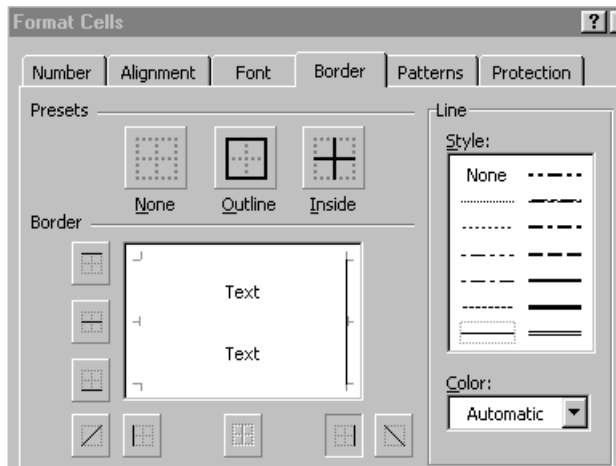 Format Cells ?
Number Alignment Font Border Patterns Protection
Presets
None Outline Inside
Border
Text
Text
Line
Style:
None
Color:
Automatic